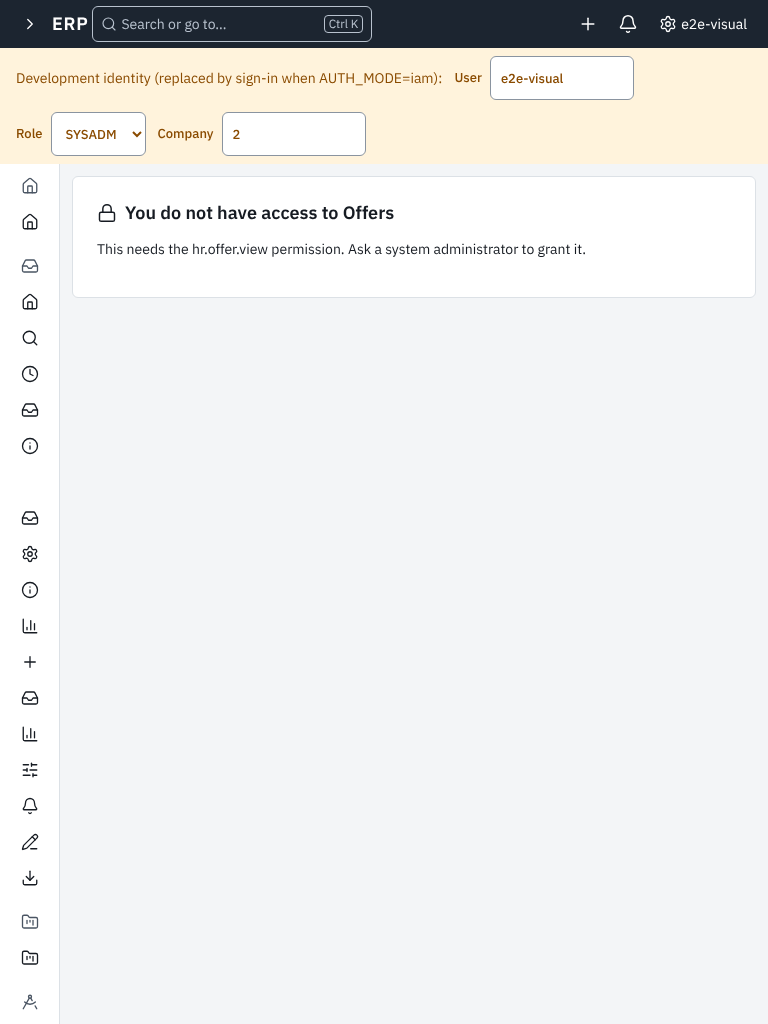 ERP Search or go to... Ctrl K e2e-visual
Development identity (replaced by sign-in when AUTH_MODE=iam): User e2e-visual
Role SYSADM Company 2
You do not have access to Offers
This needs the hr.offer.view permission. Ask a system administrator to grant it.